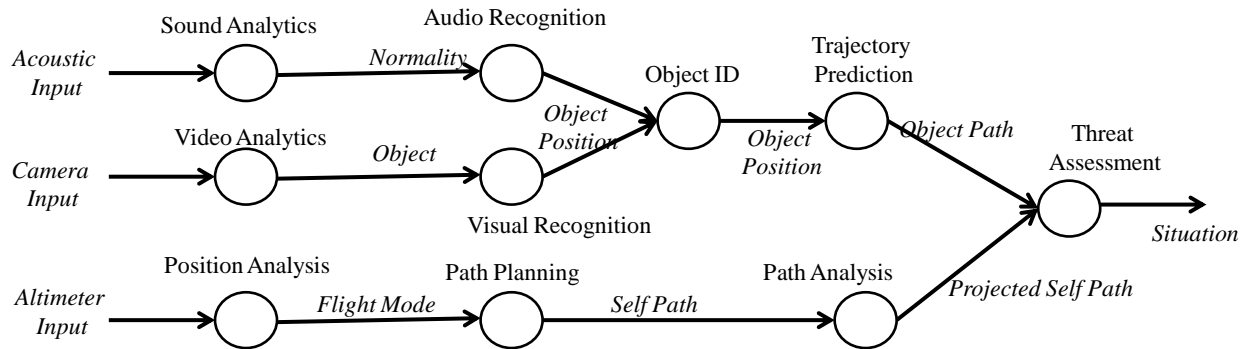 Sound Analytics
Audio Recognition
Acoustic
Input
Normality
Object ID
Trajectory
Prediction
Object
Position
Object
Position
Object Path
Video Analytics
Camera
Input
Object
Visual Recognition
Threat
Assessment
Situation
Position Analysis
Path Planning
Path Analysis
Altimeter
Input
Flight Mode
Self Path
Projected Self Path